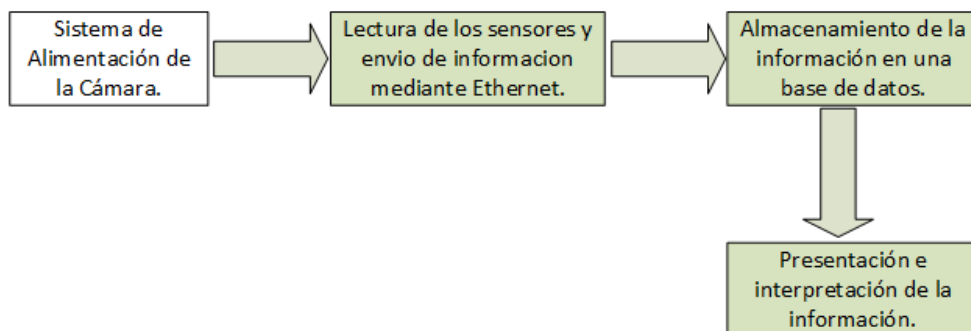 Sistema de
Alimentación de
la Cámara.
Lectura de los sensores y
envio de informacion
mediante Ethernet.
Almacenamiento de la
información en una
base de datos.
Presentación e
interpretación de la
información.